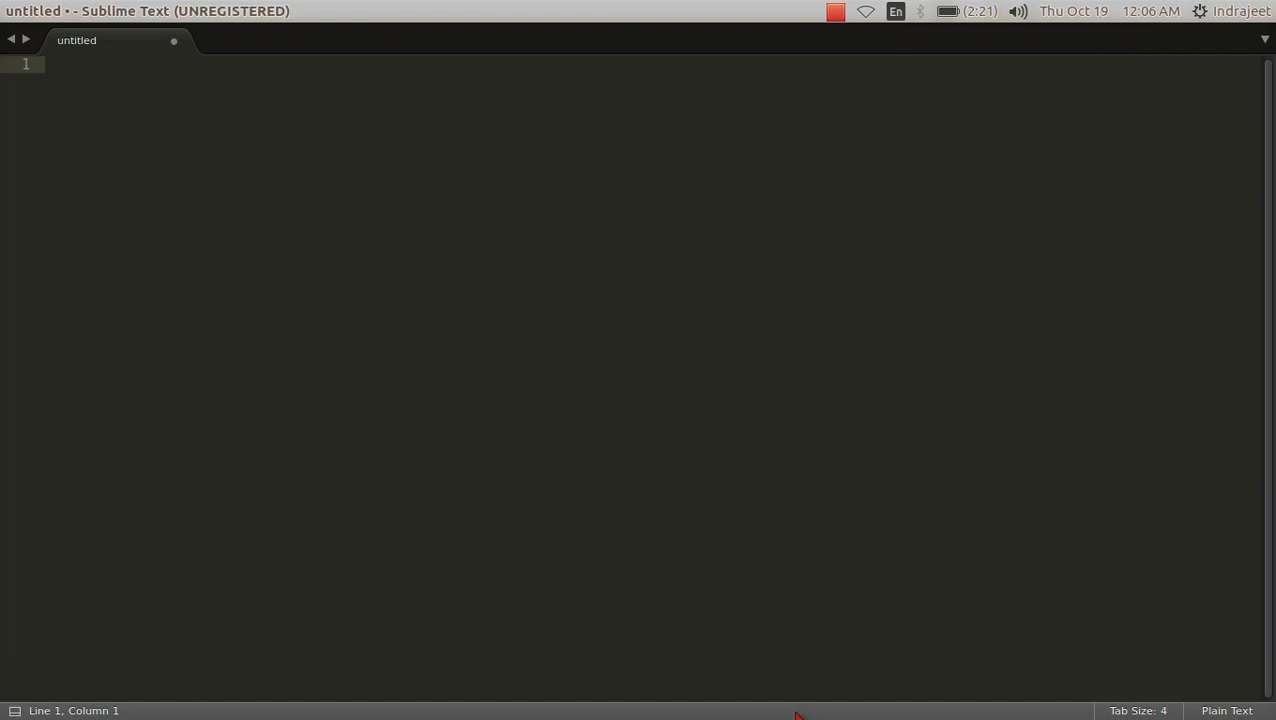 untitled • - Sublime Text (UNREGISTERED)
En
(2:21)
Thu Oct 19 12:06 AM
Indrajeet
untitled
1
Line 1, Column 1
Tab Size: 4
Plain Text